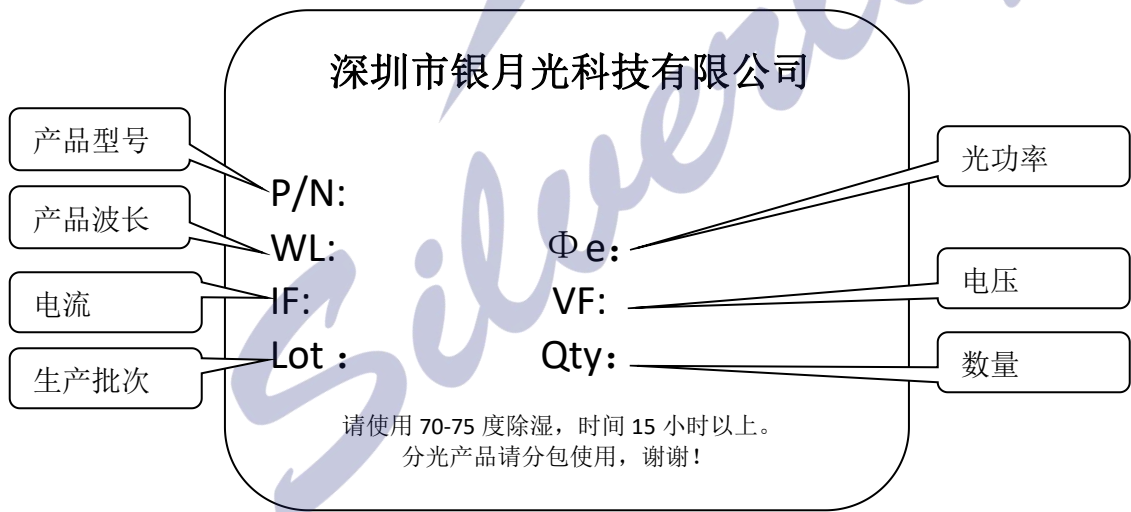 深圳市银月光科技有限公司
产品型号
光功率
P/N:
产品波长
WL:
Φe：
电流
IF:
VF:
电压
生产批次
Lot ：
Qty：
数量
请使用 70-75 度除湿，时间 15 小时以上。
分光产品请分包使用，谢谢！